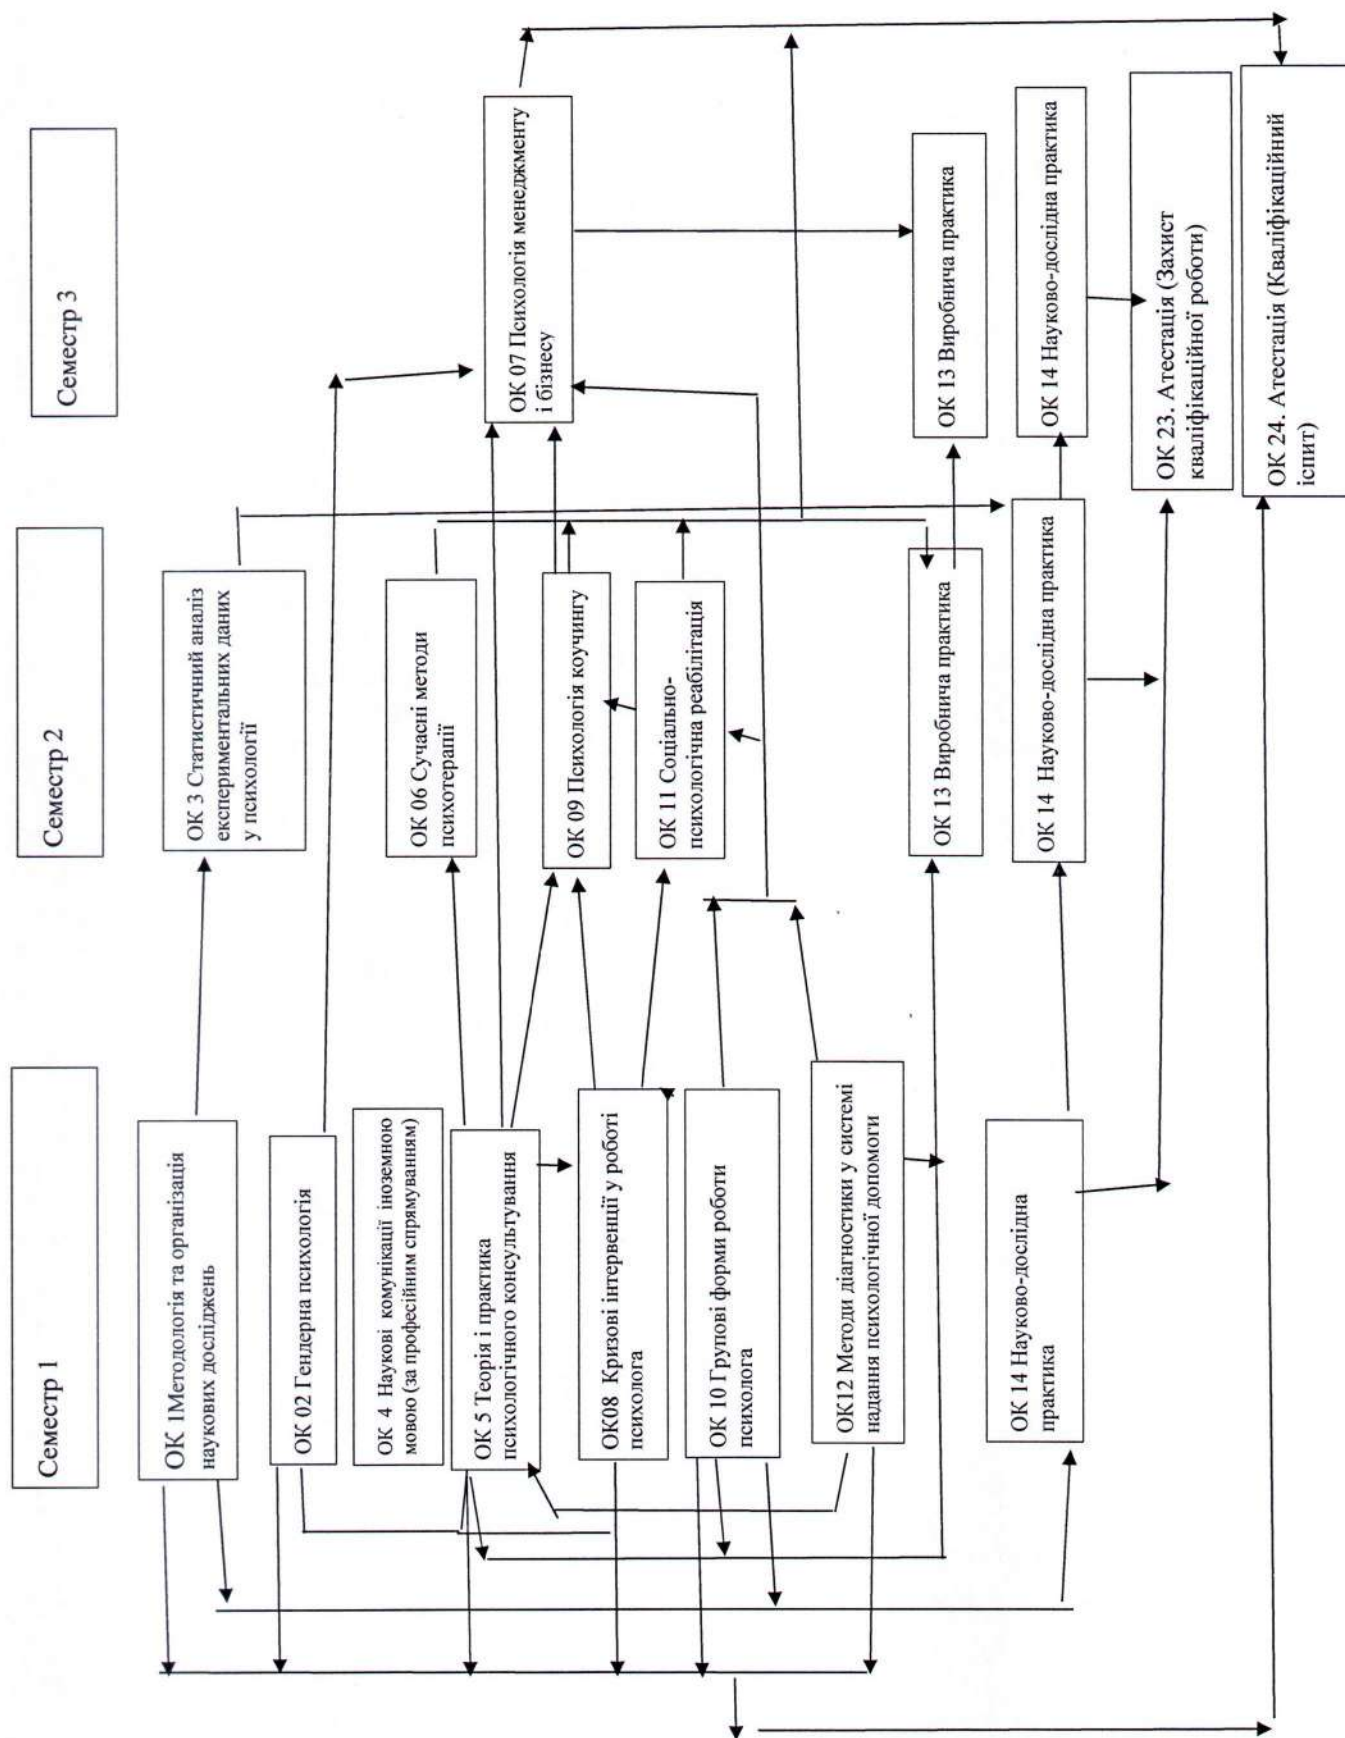 Семестр 1
ОК 1Методологія та організація
наукових досліджень
ОК 02 Гендерна психологія
ОК 4 Наукові комунікації іноземною
мовою (за професійним спрямуванням)
ОК 5 Теорія і практика
психологічного консультування
ОК08 Кризові інтервенції у роботі
психолога
ОК 10 Групові форми роботи
психолога
ОК12 Методи діагностики у системі
надання психологічної допомоги
ОК 14 Науково-дослідна
практика
Семестр 2
ОК 3 Статистичний аналіз
експериментальних даних
у психології
ОК 06 Сучасні методи
психотерапії
ОК 09 Психологія коучингу
ОК 11 Соціально-
психологічна реабілітація
ОК 13 Виробнича практика
ОК 14 Науково-дослідна практика
Семестр 3
ОК 07 Психологія менеджменту
і бізнесу
ОК 13 Виробнича практика
ОК 14 Науково-дослідна практика
ОК 23. Атестація (Захист
кваліфікаційної роботи)
ОК 24. Атестація (Кваліфікаційний
іспит)